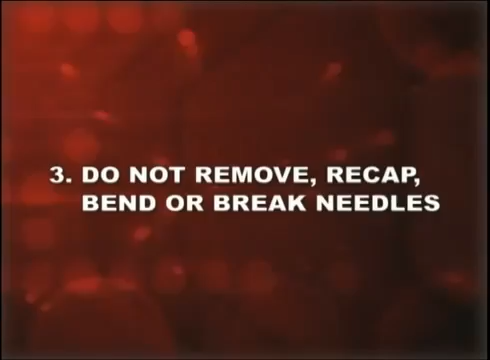 3. DO NOT REMOVE, RECAP,
BEND OR BREAK NEEDLES